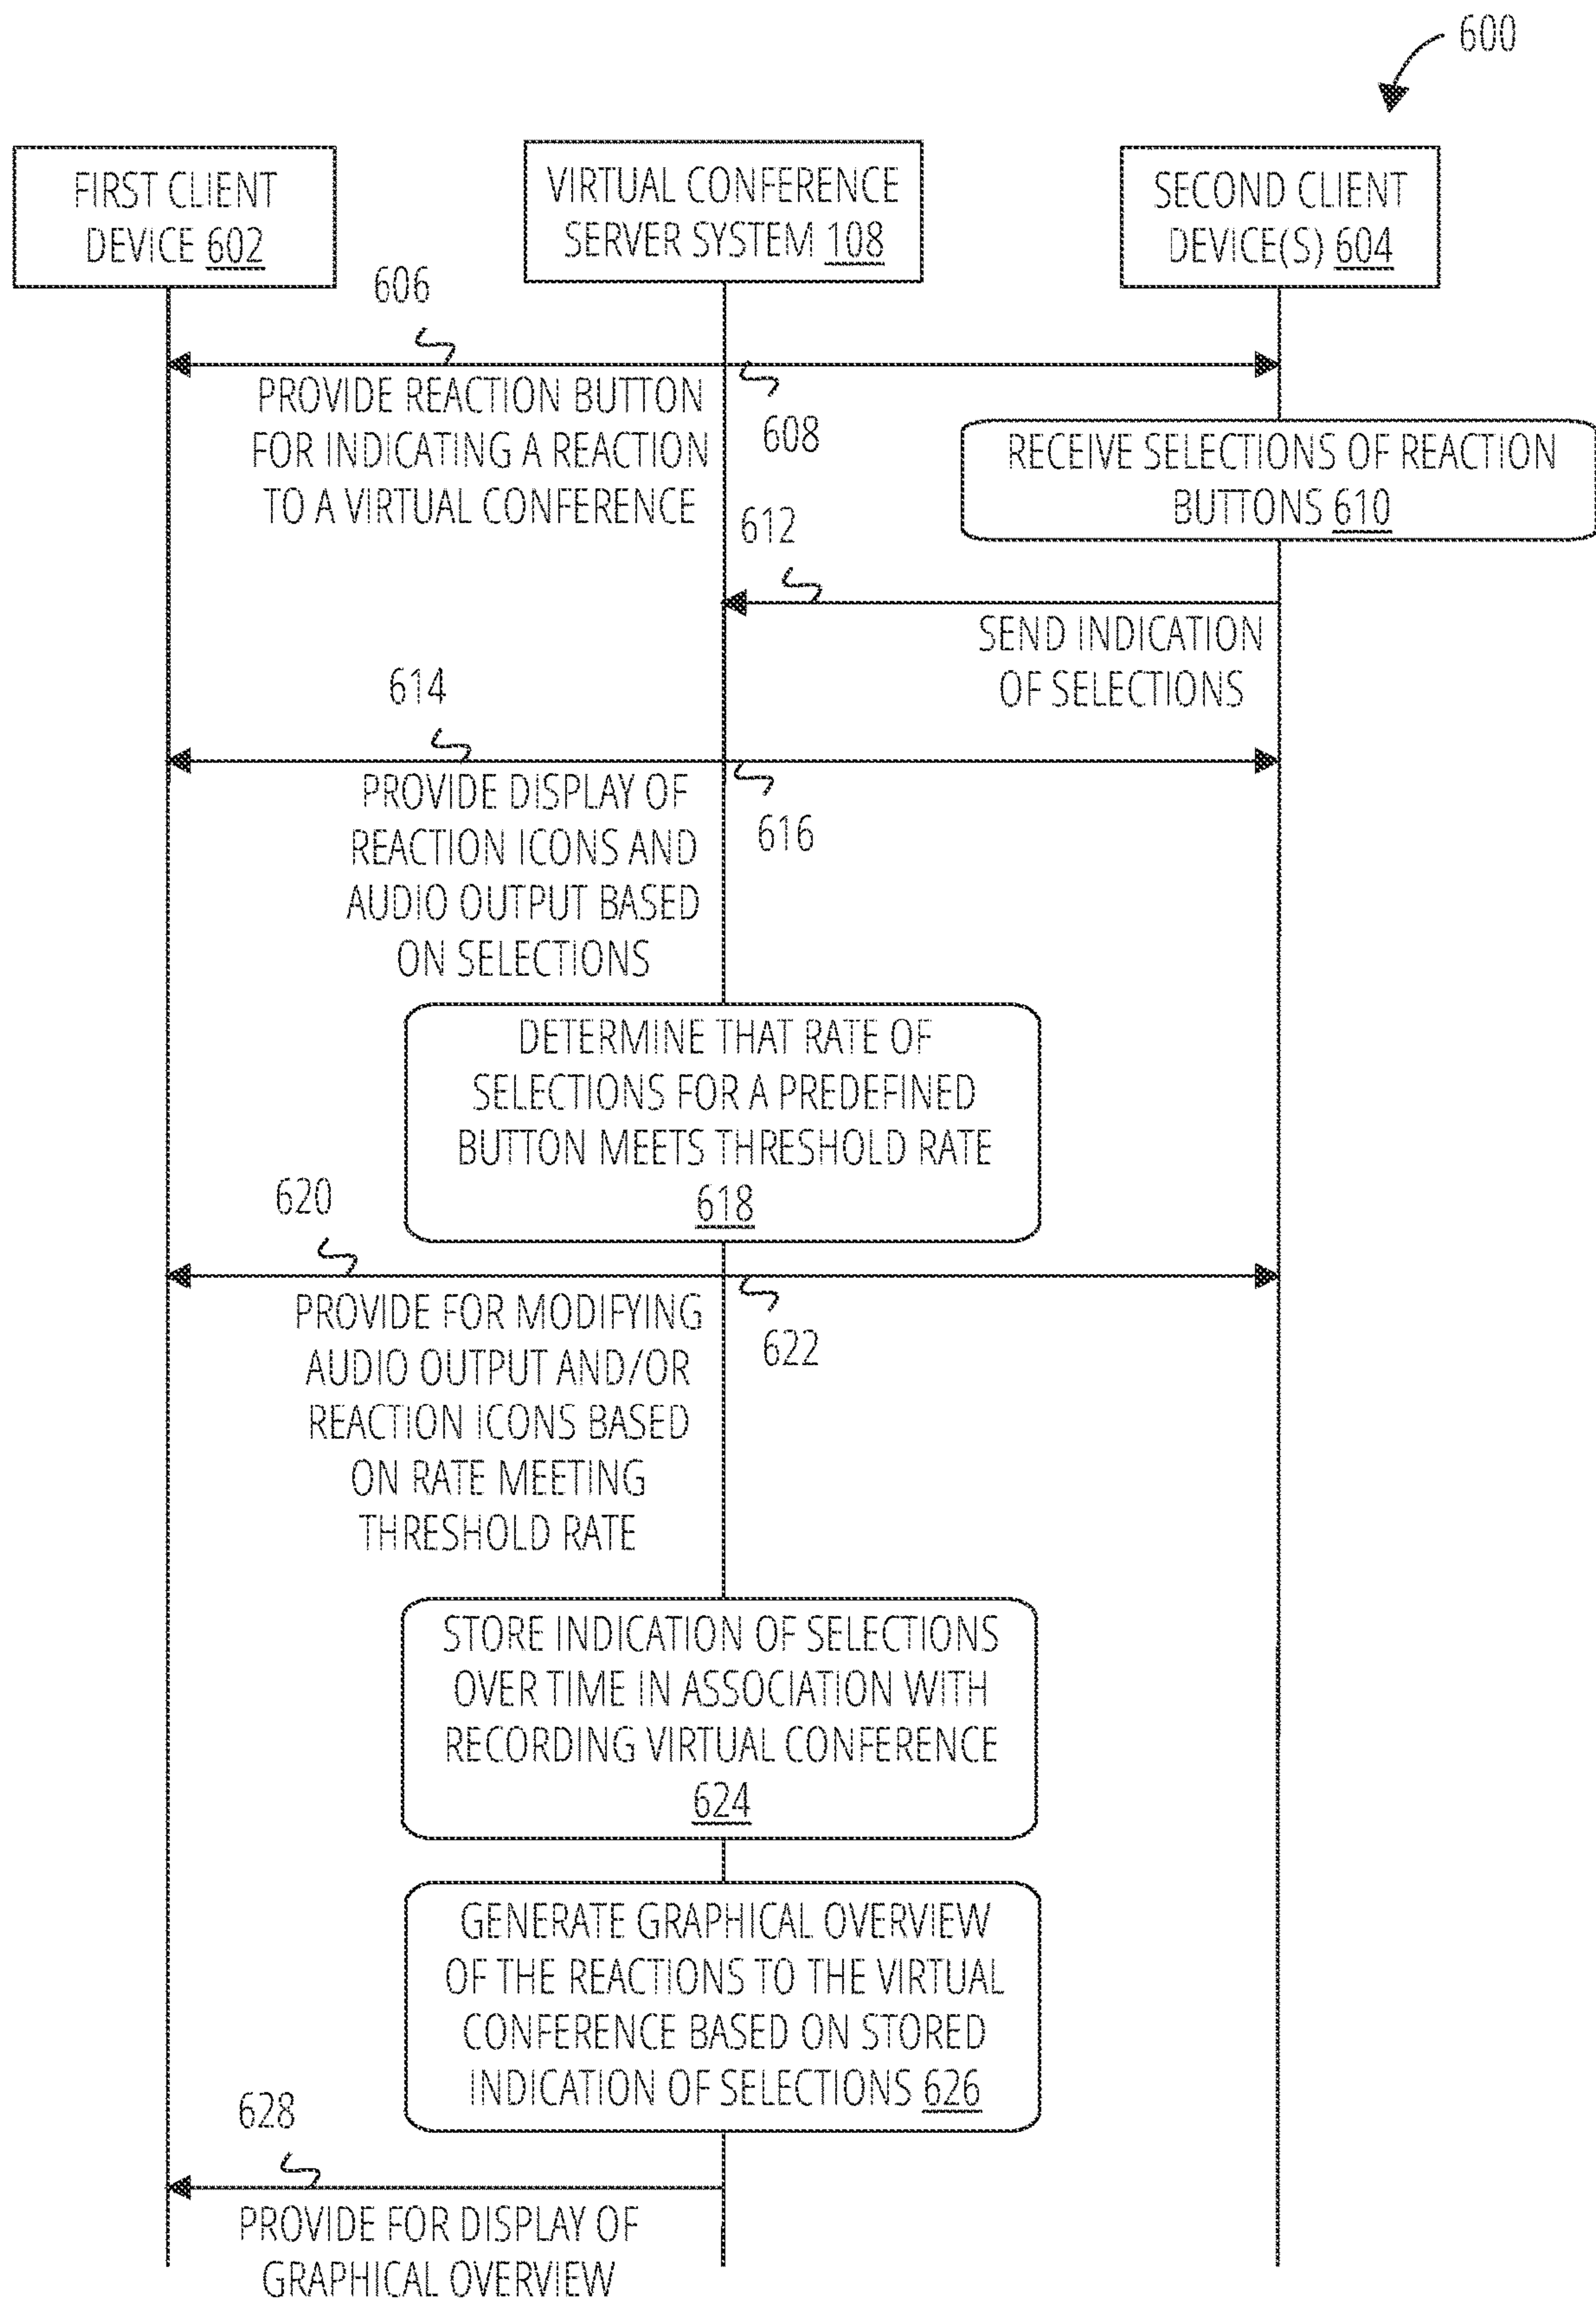 600
FIRST CLIENT
DEVICE 602
VIRTUAL CONFERENCE
SERVER SYSTEM 108
SECOND CLIENT
DEVICE(S) 604
606
PROVIDE REACTION BUTTON
FOR INDICATING A REACTION
TO A VIRTUAL CONFERENCE
608
RECEIVE SELECTIONS OF REACTION
BUTTONS 610
612
SEND INDICATION
OF SELECTIONS
614
PROVIDE DISPLAY OF
REACTION ICONS AND
AUDIO OUTPUT BASED
ON SELECTIONS
616
DETERMINE THAT RATE OF
SELECTIONS FOR A PREDEFINED
BUTTON MEETS THRESHOLD RATE
618
620
PROVIDE FOR MODIFYING
AUDIO OUTPUT AND/OR
REACTION ICONS BASED
ON RATE MEETING
THRESHOLD RATE
622
STORE INDICATION OF SELECTIONS
OVER TIME IN ASSOCIATION WITH
RECORDING VIRTUAL CONFERENCE
624
GENERATE GRAPHICAL OVERVIEW
OF THE REACTIONS TO THE VIRTUAL
CONFERENCE BASED ON STORED
INDICATION OF SELECTIONS 626
628
PROVIDE FOR DISPLAY OF
GRAPHICAL OVERVIEW